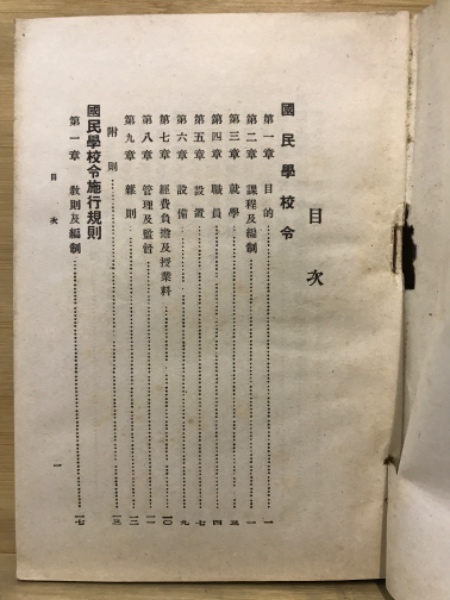 目次
國民學校令
第一章 目的……一
第二章 課程及編制……一
第三章 就學……三
第四章 職員……四
第五章 設置……七
第六章 設備……九
第七章 經費負擔及授業料……一〇
第八章 管理及監督……一一
第九章 雜則……一二
附則……一三
國民學校令施行規則
第一章 教則及編制……一七
目次
一